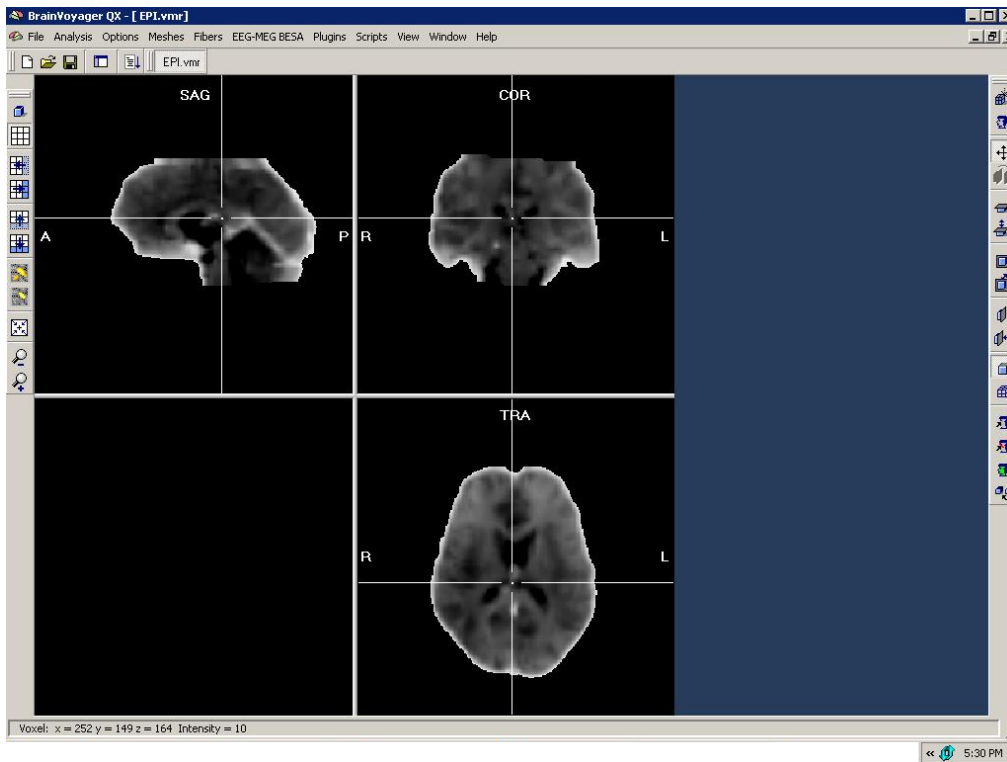 BrainVoyager QX - [ EPI.vmr]
File Analysis Options Meshes Fibers EEG-MEG BESA Plugins Scripts View Window Help
EPI.vmr
SAG
COR
A
P
R
L
TRA
R
L
Voxel: x = 252 y = 149 z = 164 Intensity = 10
« 5:30 PM